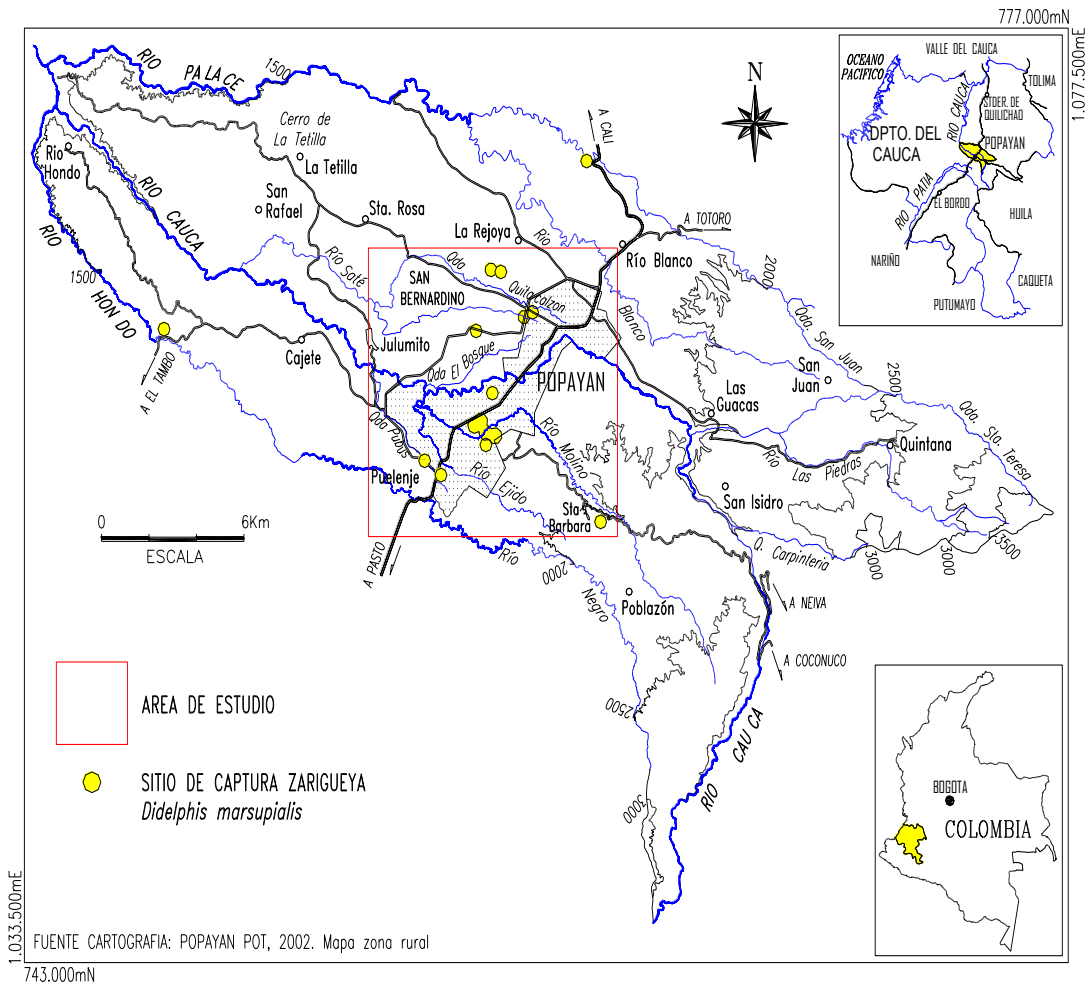 777.000mN
1.077.500mE
RIO PALACE
1500
Cerro de
La Tetilla
La Tetilla
Rio
Hondo
RIO CAUCA
San
Rafael
Sta. Rosa
La Rejoya
A CALI
N
A TOTORO
Río Blanco
Río Blanco
2000
RIO HONDO
1500
Río Saté
Qda Quitacalzon
SAN
BERNARDINO
Julumito
Cajete
A EL TAMBO
Qda El Bosque
POPAYAN
Qda. San Juan
San
Juan
2500
Qda. Sta. Teresa
Las
Guacas
Quintana
Río Las Piedras
Qda Pubus
Puelenje
Río Molino
Río Ejido
San Isidro
Sta
Barbara
Q. Carpinteria
3000
3000
3500
0 6Km
ESCALA
A PASTO
Río Negro
2000
Poblazón
A NEIVA
A COCONUCO
2500
RIO CAUCA
3000
AREA DE ESTUDIO
SITIO DE CAPTURA ZARIGUEYA
Didelphis marsupialis
FUENTE CARTOGRAFIA: POPAYAN POT, 2002. Mapa zona rural
1.033.500mE
743.000mN
OCEANO
PACIFICO
VALLE DEL CAUCA
TOLIMA
RIO CAUCA
STDER. DE
QUILICHAO
DPTO. DEL
CAUCA
POPAYAN
RIO PATIA
EL BORDO
HUILA
NARIÑO
CAQUETA
PUTUMAYO
BOGOTA
COLOMBIA